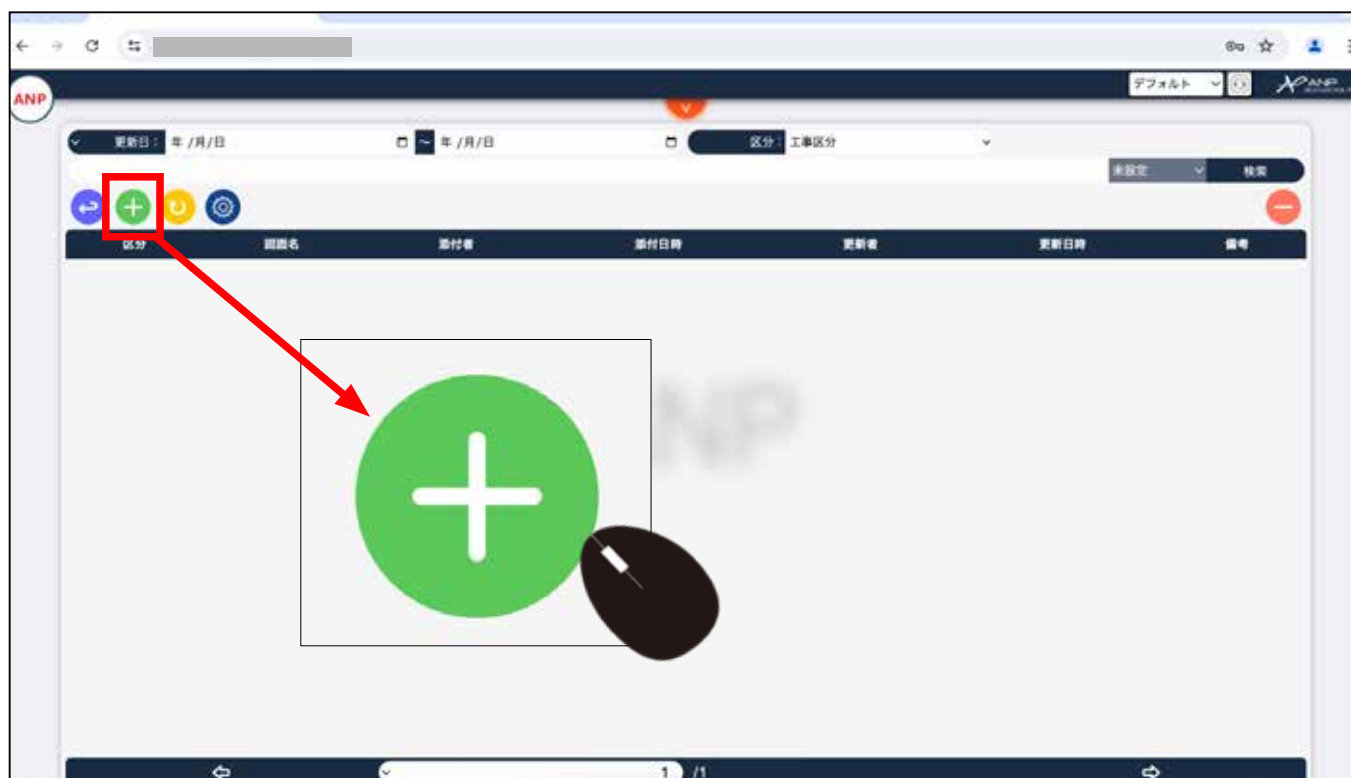 デフォルト
ANP
ANP
更新日： 年 /月/日 ~ 年 /月/日 区分： 工事区分
未設定 検索
区分 図面名 添付者 添付日時 更新者 更新日時 備考
NP
1 /1